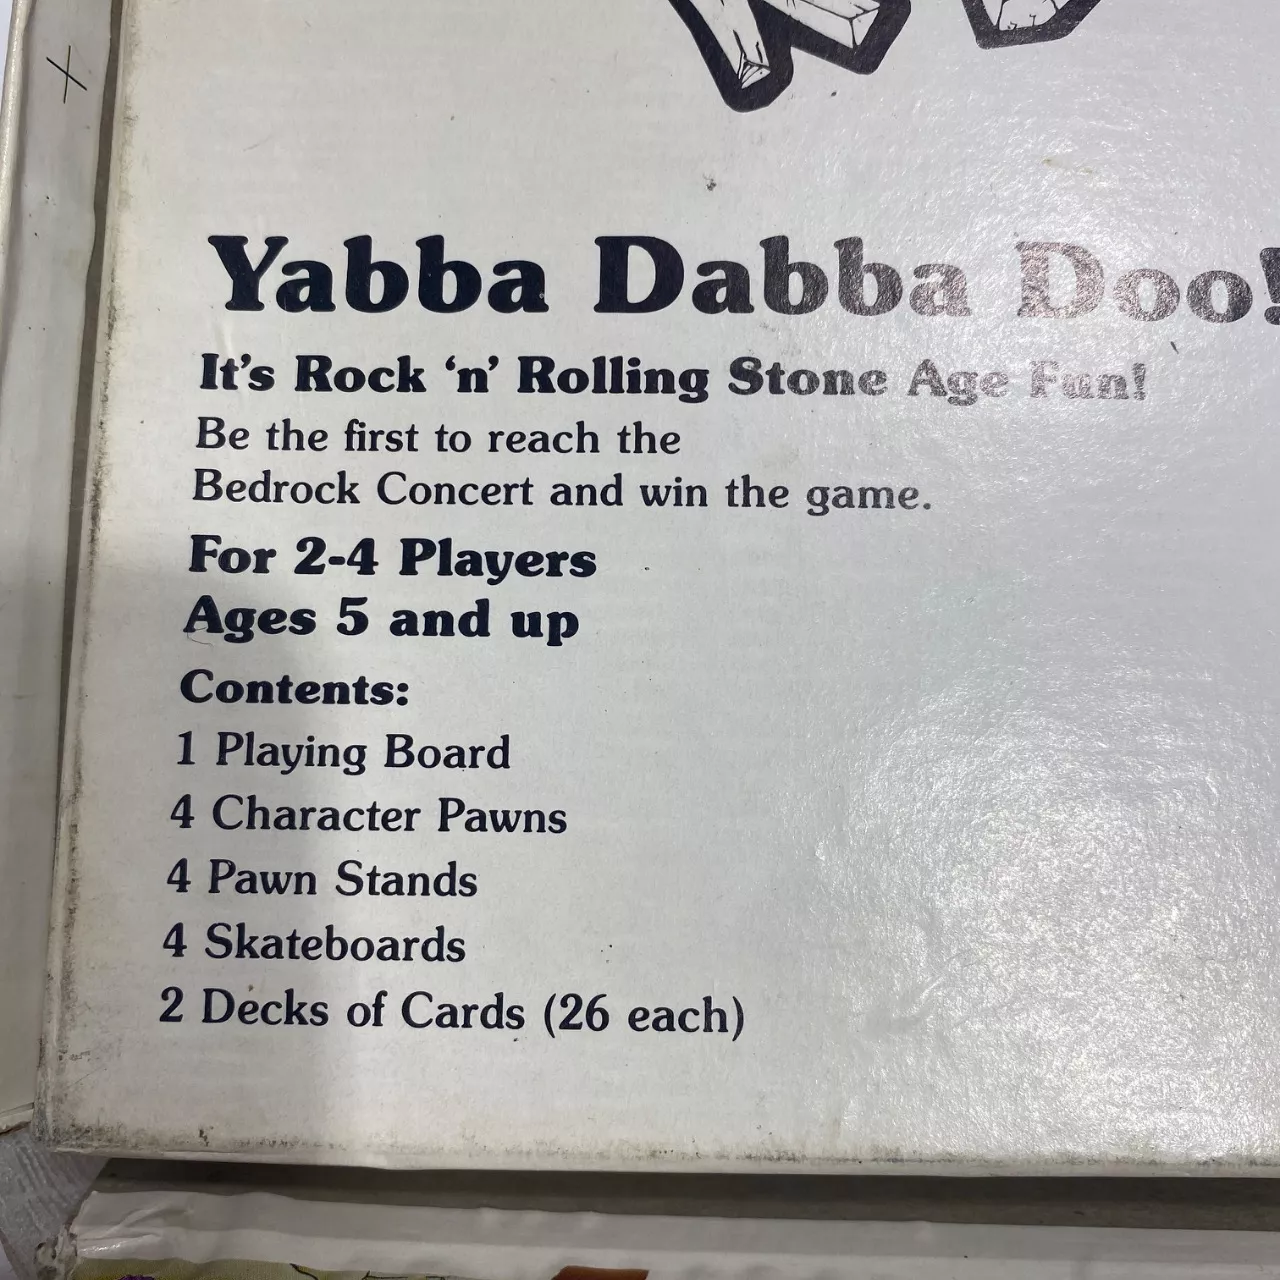 Yabba Dabba Doo!
It's Rock 'n' Rolling Stone Age Fun!
Be the first to reach the
Bedrock Concert and win the game.
For 2-4 Players
Ages 5 and up
Contents:
1 Playing Board
4 Character Pawns
4 Pawn Stands
4 Skateboards
2 Decks of Cards (26 each)